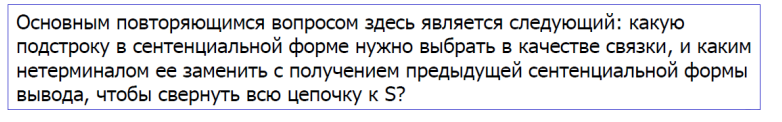 Основным повторяющимся вопросом здесь является следующий: какую
подстроку в сентенциальной форме нужно выбрать в качестве связки, и каким
нетерминалом ее заменить с получением предыдущей сентенциальной формы
вывода, чтобы свернуть всю цепочку к S?